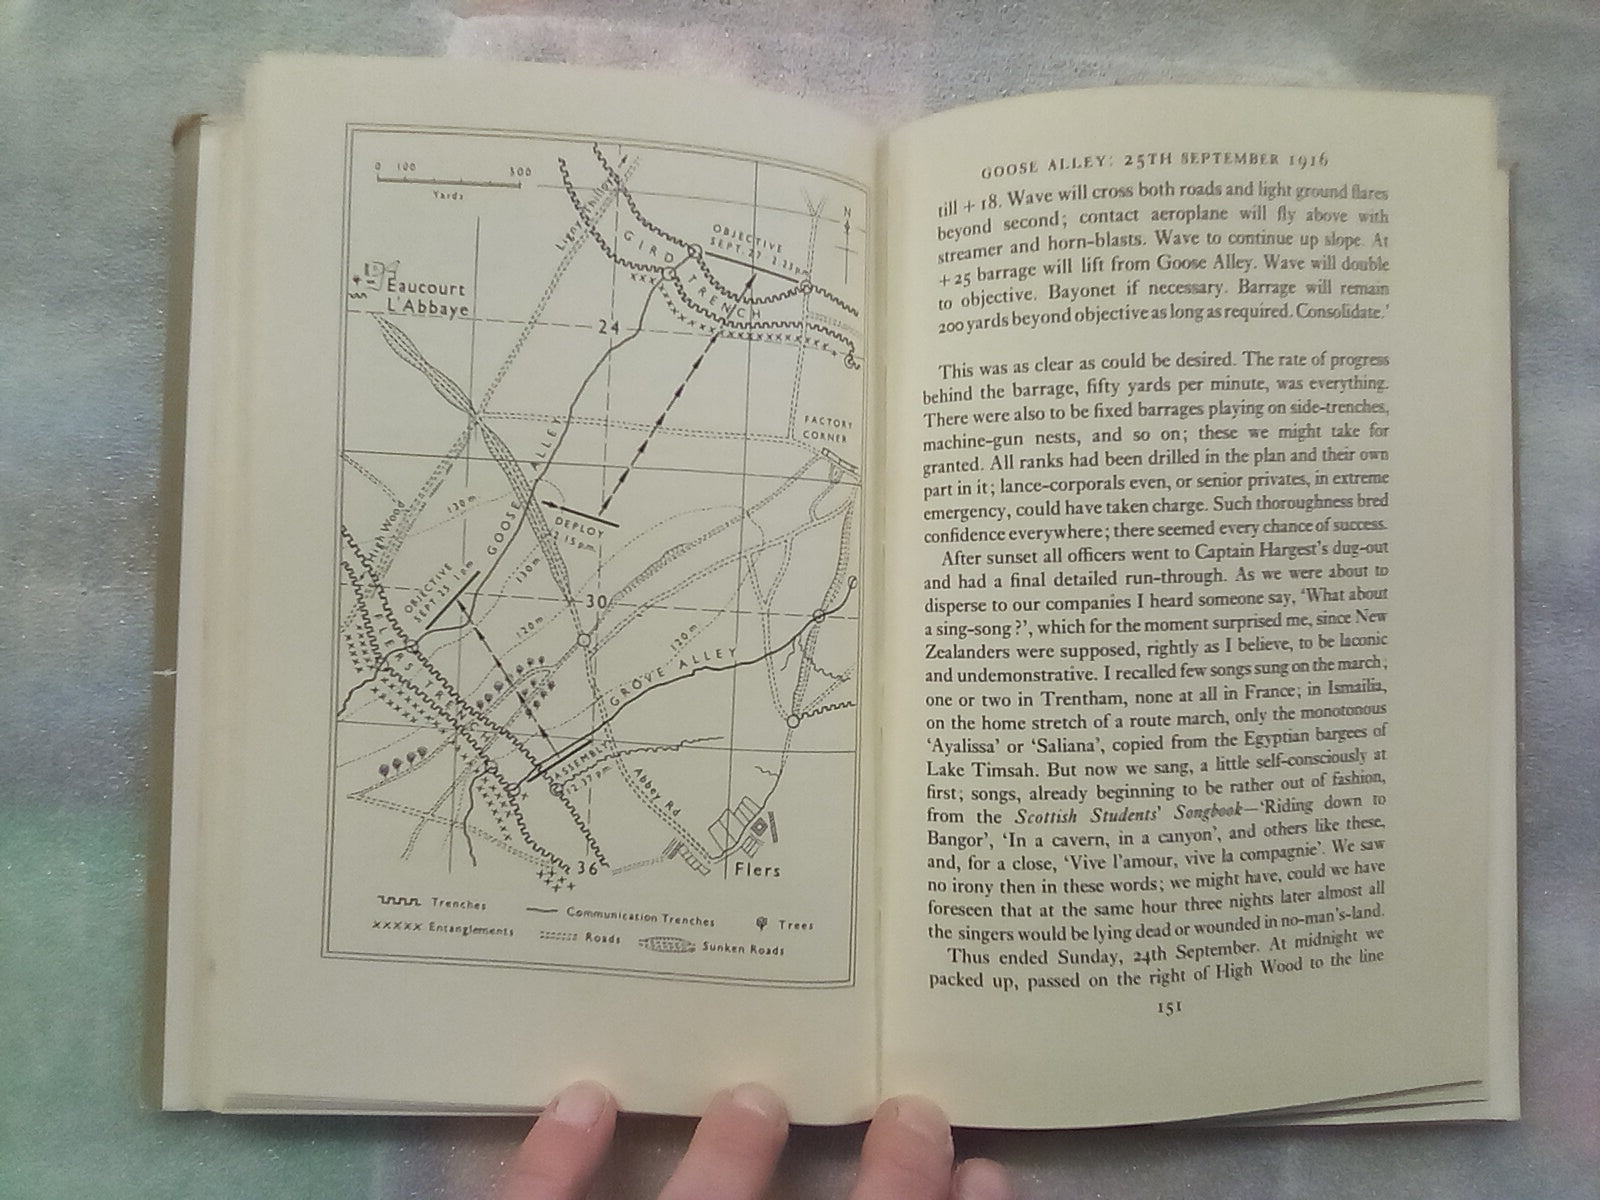 0 100 300
Yards
Ligny Thilloy
GIRD TRENCH
OBJECTIVE
SEPT. 27 2.23pm
N
Eaucourt
L'Abbaye
24
FACTORY
CORNER
GOOSE ALLEY
130m
High Wood
DEPLOY
2 15pm.
130m
OBJECTIVE
SEPT 25 1pm
30
120m
120m
FLERS TRENCH
GROVE ALLEY
ASSEMBLY
12.37pm.
Abbey Rd
36
Flers
Trenches
Communication Trenches
Trees
Entanglements
Roads
Sunken Roads
GOOSE ALLEY: 25TH SEPTEMBER 1916
till + 18. Wave will cross both roads and light ground flares
beyond second; contact aeroplane will fly above with
streamer and horn-blasts. Wave to continue up slope. At
+ 25 barrage will lift from Goose Alley. Wave will double
to objective. Bayonet if necessary. Barrage will remain
200 yards beyond objective as long as required. Consolidate.'
This was as clear as could be desired. The rate of progress
behind the barrage, fifty yards per minute, was everything.
There were also to be fixed barrages playing on side-trenches,
machine-gun nests, and so on; these we might take for
granted. All ranks had been drilled in the plan and their own
part in it; lance-corporals even, or senior privates, in extreme
emergency, could have taken charge. Such thoroughness bred
confidence everywhere; there seemed every chance of success.
After sunset all officers went to Captain Hargest's dug-out
and had a final detailed run-through. As we were about to
disperse to our companies I heard someone say, 'What about
a sing-song?', which for the moment surprised me, since New
Zealanders were supposed, rightly as I believe, to be laconic
and undemonstrative. I recalled few songs sung on the march;
one or two in Trentham, none at all in France; in Ismailia,
on the home stretch of a route march, only the monotonous
'Ayalissa' or 'Saliana', copied from the Egyptian bargees of
Lake Timsah. But now we sang, a little self-consciously at
first; songs, already beginning to be rather out of fashion,
from the Scottish Students' Songbook—'Riding down to
Bangor', 'In a cavern, in a canyon', and others like these,
and, for a close, 'Vive l'amour, vive la compagnie'. We saw
no irony then in these words; we might have, could we have
foreseen that at the same hour three nights later almost all
the singers would be lying dead or wounded in no-man's-land.
Thus ended Sunday, 24th September. At midnight we
packed up, passed on the right of High Wood to the line
151